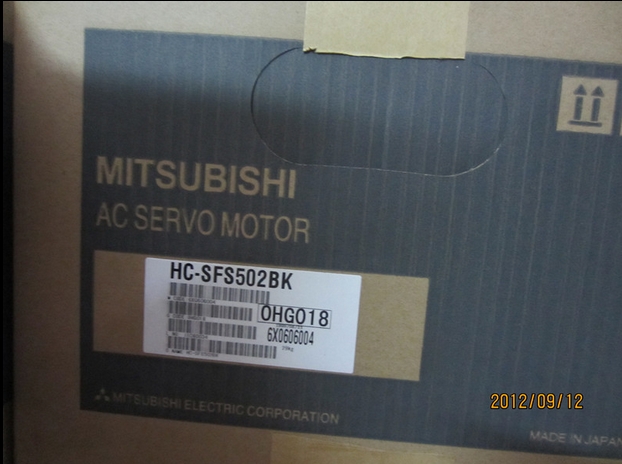 MITSUBISHI
AC SERVO MOTOR
HC-SFS502BK
OHG018
6X0606004
MITSUBISHI ELECTRIC CORPORATION
2012/09/12
MADE IN JAPAN